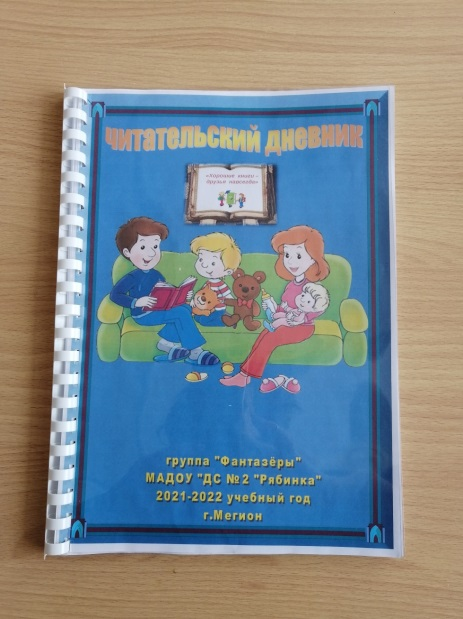 ЧИТАТЕЛЬСКИЙ ДНЕВНИК
«Хорошие книги -
друзья навсегда»
группа "Фантазёры"
МАДОУ "ДС №2 "Рябинка"
2021-2022 учебный год
г.Мегион